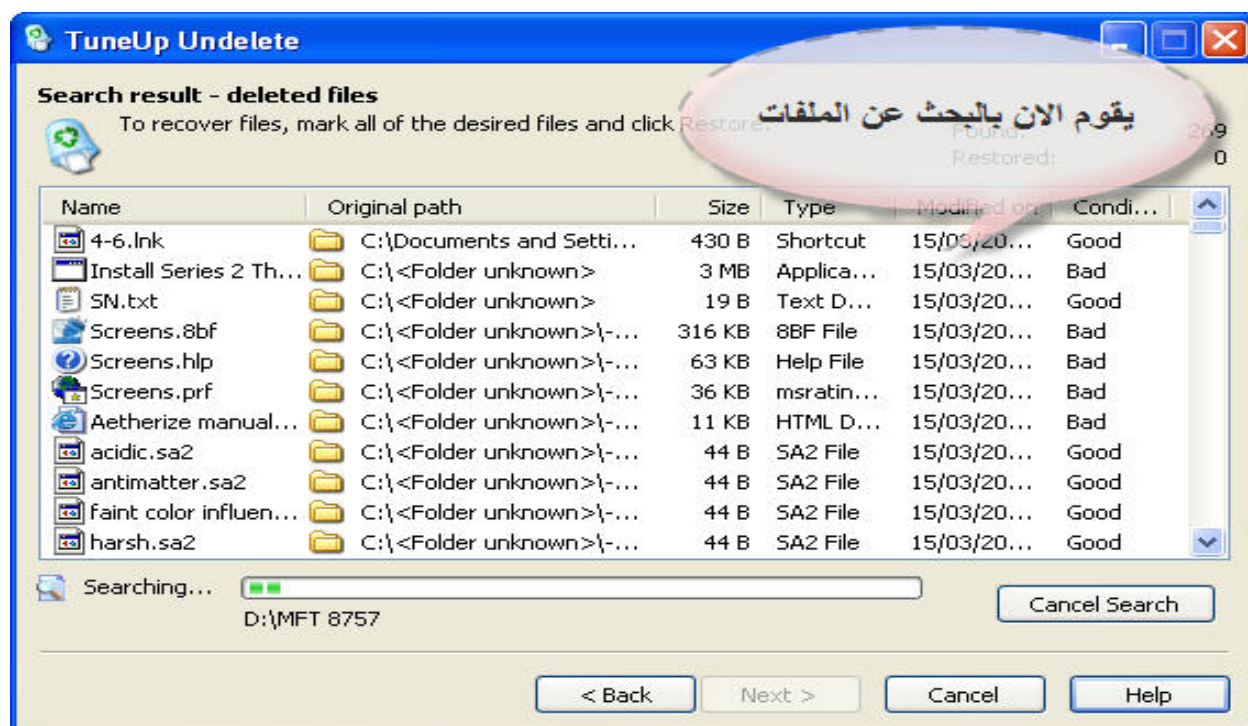 TuneUp Undelete
Search result - deleted files
To recover files, mark all of the desired files and click Restore.
يقوم الان بالبحث عن الملفات
Found: 269
Restored: 0
Name Original path Size Type Modified on Condi...
4-6.lnk C:\Documents and Setti... 430 B Shortcut 15/03/20... Good
Install Series 2 Th... C:\<Folder unknown> 3 MB Applica... 15/03/20... Bad
SN.txt C:\<Folder unknown> 19 B Text D... 15/03/20... Good
Screens.8bf C:\<Folder unknown>\-... 316 KB 8BF File 15/03/20... Bad
Screens.hlp C:\<Folder unknown>\-... 63 KB Help File 15/03/20... Bad
Screens.prf C:\<Folder unknown>\-... 36 KB msratin... 15/03/20... Bad
Aetherize manual... C:\<Folder unknown>\-... 11 KB HTML D... 15/03/20... Bad
acidic.sa2 C:\<Folder unknown>\-... 44 B SA2 File 15/03/20... Good
antimatter.sa2 C:\<Folder unknown>\-... 44 B SA2 File 15/03/20... Good
faint color influen... C:\<Folder unknown>\-... 44 B SA2 File 15/03/20... Good
harsh.sa2 C:\<Folder unknown>\-... 44 B SA2 File 15/03/20... Good
Searching...
D:\MFT 8757
Cancel Search
< Back Next > Cancel Help